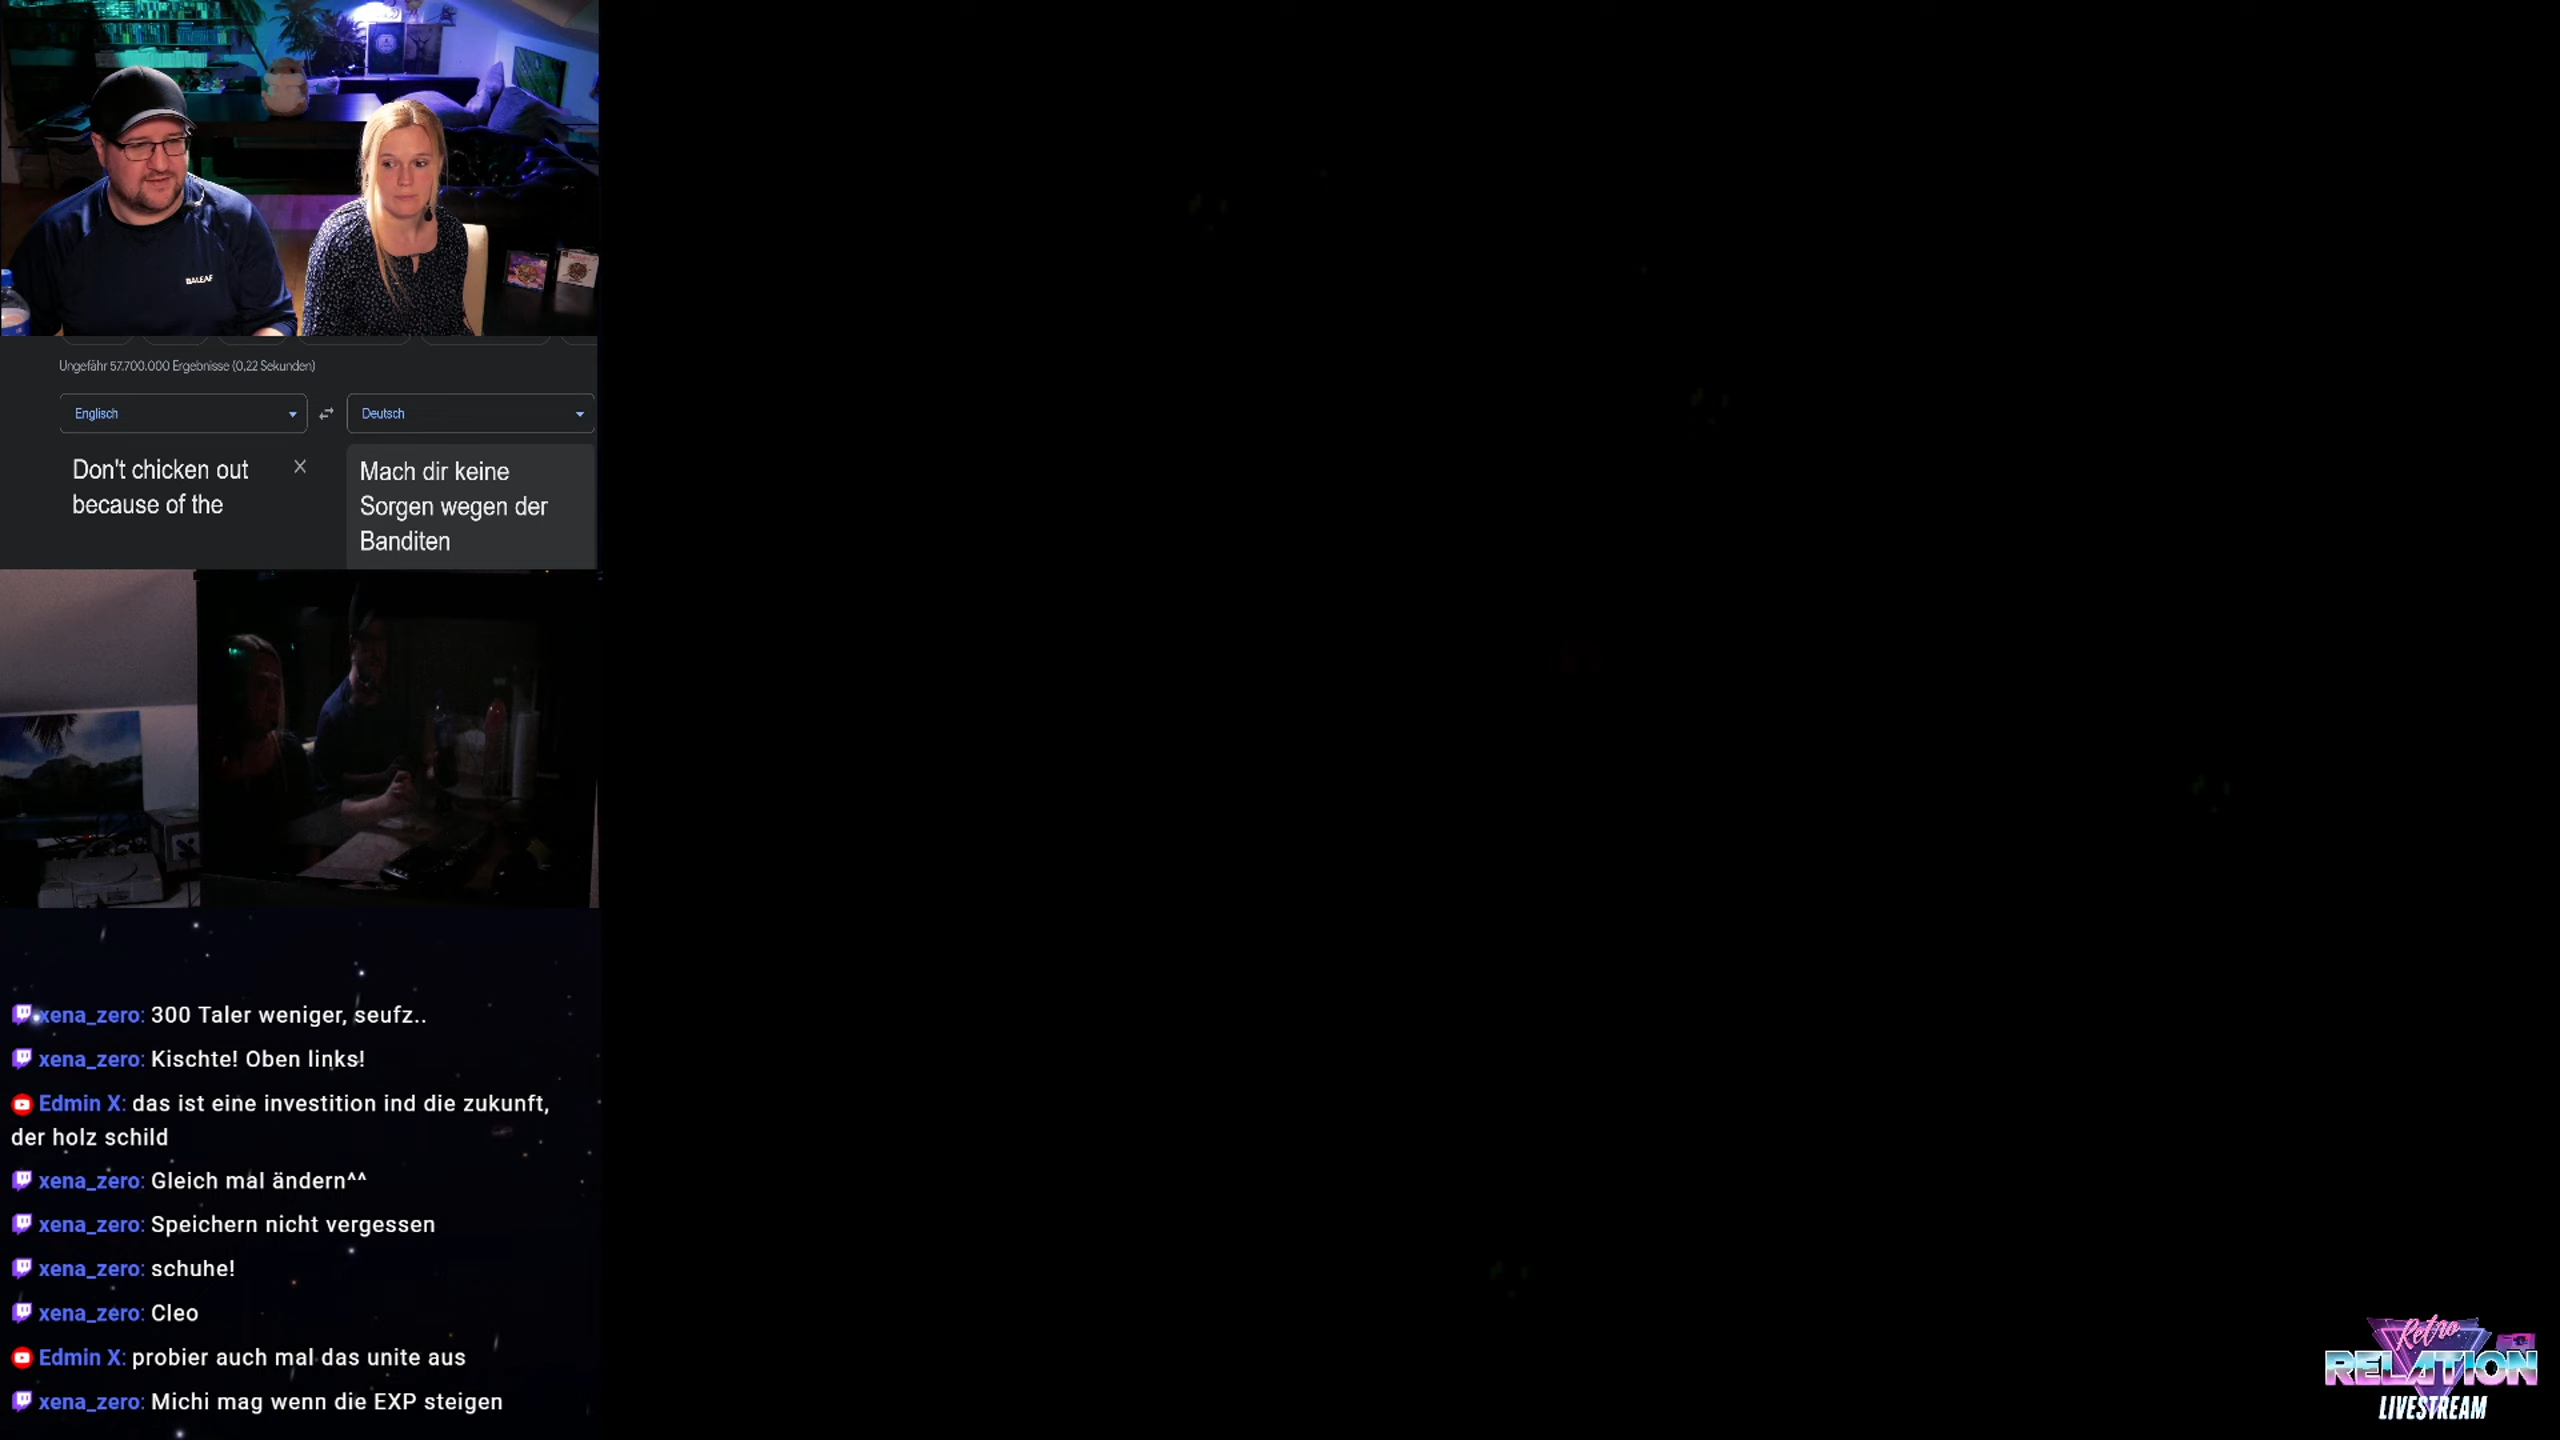 BALEAF
Ungefähr 57.700.000 Ergebnisse (0,22 Sekunden)
Englisch
Deutsch
Don't chicken out
because of the
Mach dir keine
Sorgen wegen der
Banditen
xena_zero: 300 Taler weniger, seufz..
xena_zero: Kischte! Oben links!
Edmin X: das ist eine investition ind die zukunft,
der holz schild
xena_zero: Gleich mal ändern^^
xena_zero: Speichern nicht vergessen
xena_zero: schuhe!
xena_zero: Cleo
Edmin X: probier auch mal das unite aus
xena_zero: Michi mag wenn die EXP steigen
Retro
RELATION
LIVESTREAM